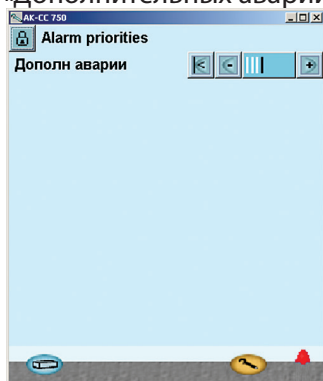 "Дополнительных аварий
AK-CC 750
Alarm priorities
Дополн аварии